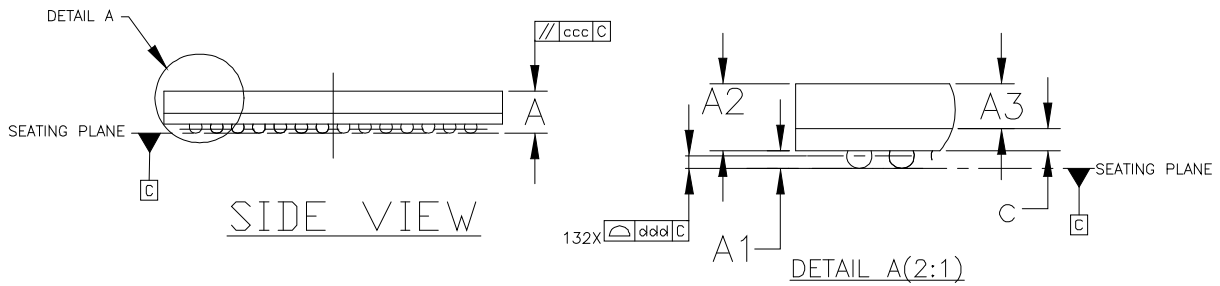 DETAIL A
// ccc C
A
SEATING PLANE
C
SIDE VIEW
A2
A3
SEATING PLANE
C
C
132X ⌓ ddd C
A1
DETAIL A(2:1)